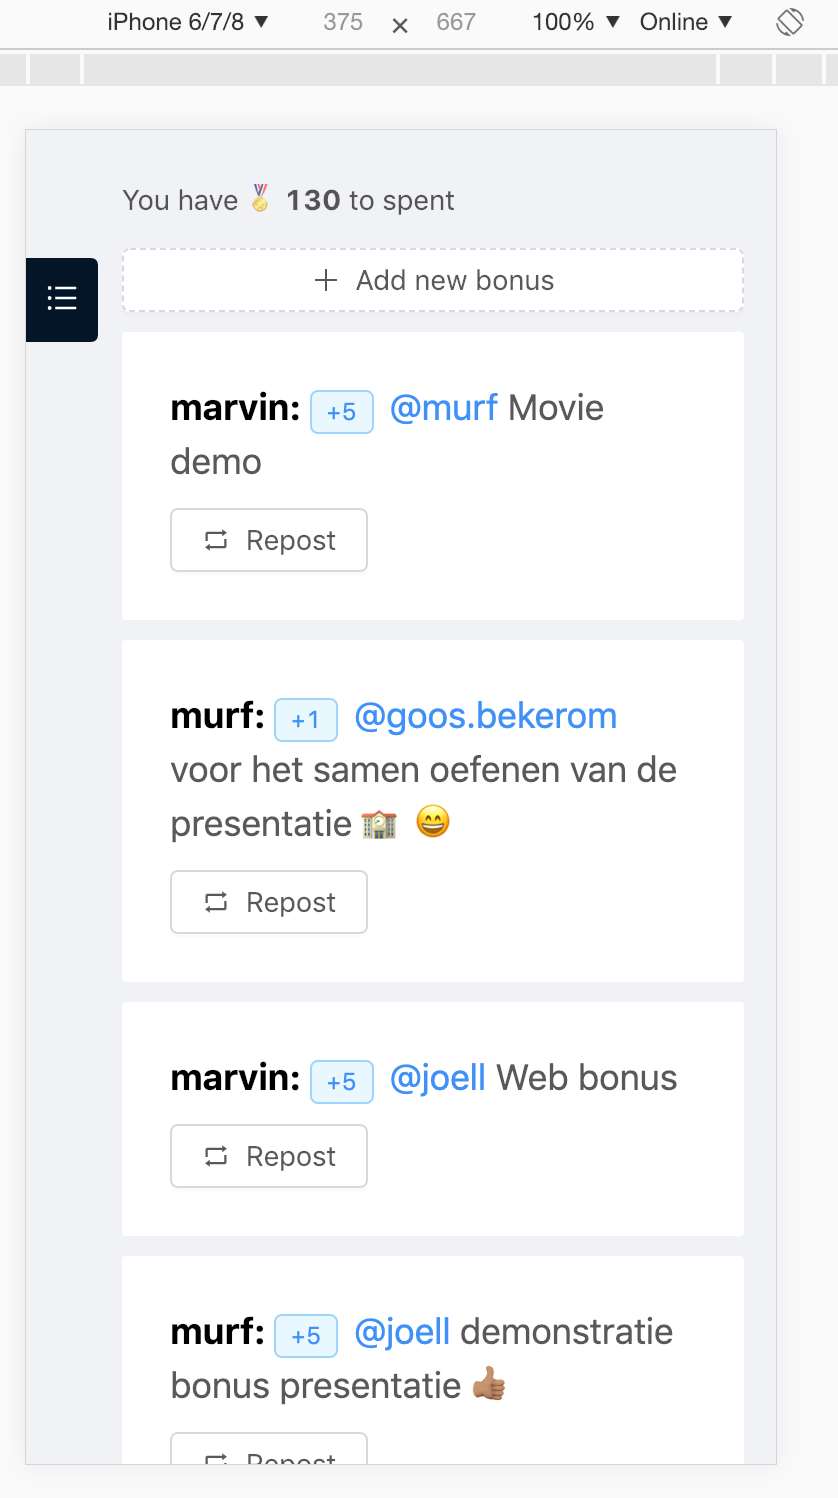 iPhone 6/7/8 ▼ 375 × 667 100% ▼ Online ▼
You have 🏅 130 to spent
+ Add new bonus
marvin: +5 @murf Movie
demo
Repost
murf: +1 @goos.bekerom
voor het samen oefenen van de
presentatie 🏫 😄
Repost
marvin: +5 @joell Web bonus
Repost
murf: +5 @joell demonstratie
bonus presentatie 👍🏽
Repost